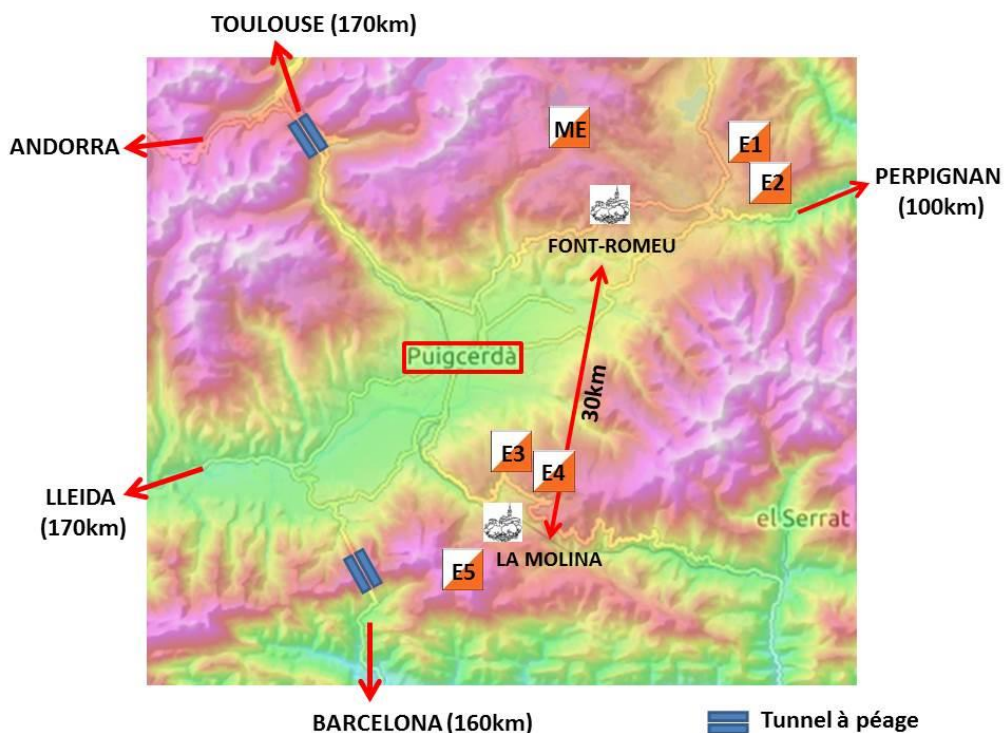 TOULOUSE (170km)
ANDORRA
ME
E1
E2
PERPIGNAN
(100km)
FONT-ROMEU
Puigcerdà
30km
E3
E4
LLEIDA
(170km)
el Serrat
LA MOLINA
E5
BARCELONA (160km)
Tunnel à péage